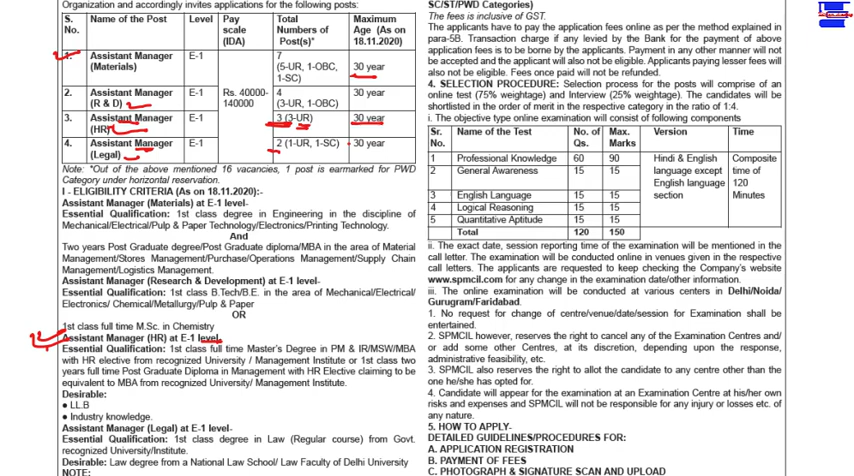 Organization and accordingly invites applications for the following posts:
S. No. Name of the Post Level Pay scale (IDA) Total Numbers of Post(s)* Maximum Age (As on 18.11.2020)
1. Assistant Manager (Materials) E-1 Rs. 40000-140000 7 (5-UR, 1-OBC, 1-SC) 30 year
2. Assistant Manager (R & D) E-1 4 (3-UR, 1-OBC)
3. Assistant Manager (HR) E-1 3 (3-UR) 30 year
4. Assistant Manager (Legal) E-1 2 (1-UR, 1-SC) 30 year
Note: *Out of the above mentioned 16 vacancies, 1 post is earmarked for PWD
Category under horizontal reservation.
I - ELIGIBILITY CRITERIA (As on 18.11.2020):-
Assistant Manager (Materials) at E-1 level-
Essential Qualification: 1st class degree in Engineering in the discipline of
Mechanical/Electrical/Pulp & Paper Technology/Electronics/Printing Technology.
And
Two years Post Graduate degree/Post Graduate diploma/MBA in the area of Material
Management/Stores Management/Purchase/Operations Management/Supply Chain
Management/Logistics Management.
Assistant Manager (Research & Development) at E-1 level-
Essential Qualification: 1st class B.Tech/B.E. in the area of Mechanical/Electrical/
Electronics/ Chemical/Metallurgy/Pulp & Paper
OR
1st class full time M.Sc. in Chemistry
Assistant Manager (HR) at E-1 level-
Essential Qualification: 1st class full time Master's Degree in PM & IR/MSW/MBA
with HR elective from recognized University / Management Institute or 1st class two
years full time Post Graduate Diploma in Management with HR Elective claiming to be
equivalent to MBA from recognized University/ Management Institute.
Desirable:
● LL.B
● Industry knowledge.
Assistant Manager (Legal) at E-1 level-
Essential Qualification: 1st class degree in Law (Regular course) from Govt.
recognized University/Institute.
Desirable: Law degree from a National Law School/ Law Faculty of Delhi University
NOTE:
SC/ST/PWD Categories)
The fees is inclusive of GST.
The applicants have to pay the application fees online as per the method explained in
para-5B. Transaction charge if any levied by the Bank for the payment of above
application fees is to be borne by the applicants. Payment in any other manner will not
be accepted and the applicant will also not be eligible. Applicants paying lesser fees will
also not be eligible. Fees once paid will not be refunded.
4. SELECTION PROCEDURE: Selection process for the posts will comprise of an
online test (75% weightage) and Interview (25% weightage). The candidates will be
shortlisted in the order of merit in the respective category in the ratio of 1:4.
i. The objective type online examination will consist of following components
Sr. No. Name of the Test No. of Qs. Max. Marks Version Time
1 Professional Knowledge 60 90 Hindi & English language except English language section Composite time of 120 Minutes
2 General Awareness 15 15
3 English Language 15 15
4 Logical Reasoning 15 15
5 Quantitative Aptitude 15 15
Total 120 150
ii. The exact date, session reporting time of the examination will be mentioned in the
call letter. The examination will be conducted online in venues given in the respective
call letters. The applicants are requested to keep checking the Company's website
www.spmcil.com for any change in the examination date/other information.
iii. The online examination will be conducted at various centers in Delhi/Noida/
Gurugram/Faridabad.
1. No request for change of centre/venue/date/session for Examination shall be
entertained.
2. SPMCIL however, reserves the right to cancel any of the Examination Centres and/
or add some other Centres, at its discretion, depending upon the response,
administrative feasibility, etc.
3. SPMCIL also reserves the right to allot the candidate to any centre other than the
one he/she has opted for.
4. Candidate will appear for the examination at an Examination Centre at his/her own
risks and expenses and SPMCIL will not be responsible for any injury or losses etc. of
any nature.
5. HOW TO APPLY:
DETAILED GUIDELINES/PROCEDURES FOR:
A. APPLICATION REGISTRATION
B. PAYMENT OF FEES
C. PHOTOGRAPH & SIGNATURE SCAN AND UPLOAD